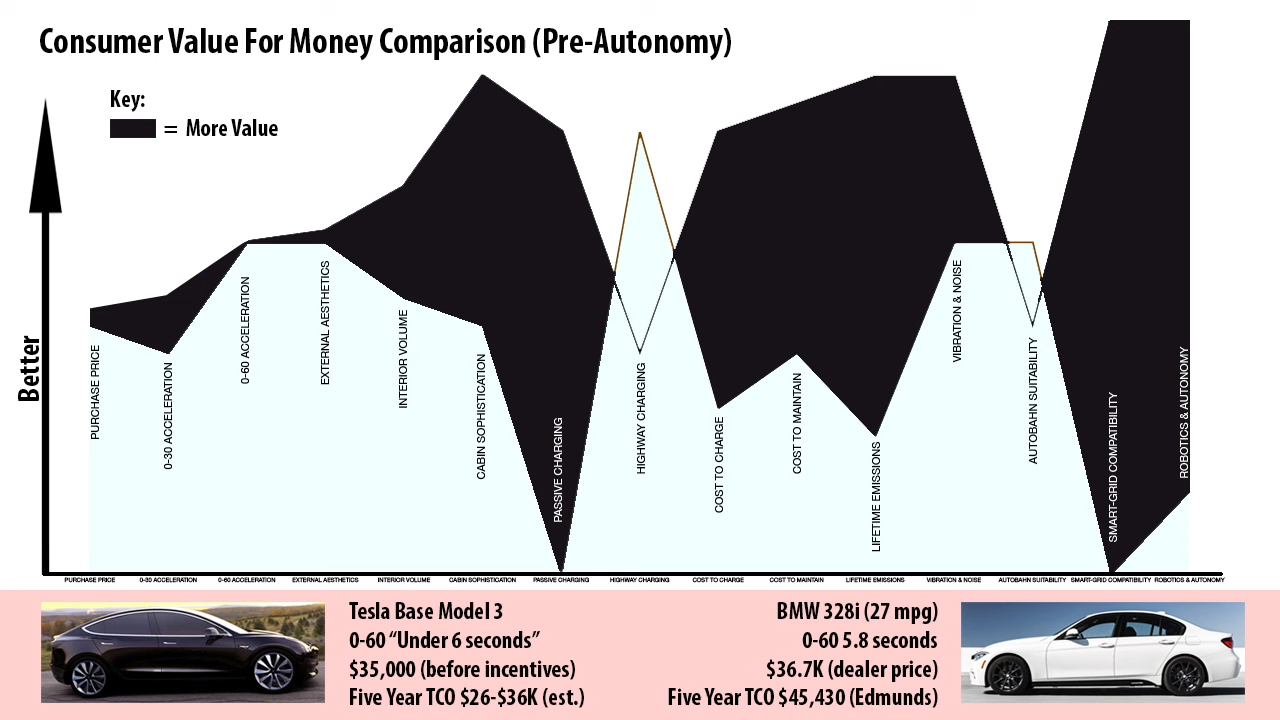 Consumer Value For Money Comparison (Pre-Autonomy)
Key:
= More Value
Better
PURCHASE PRICE
0-30 ACCELERATION
0-60 ACCELERATION
EXTERNAL AESTHETICS
INTERIOR VOLUME
CABIN SOPHISTICATION
PASSIVE CHARGING
HIGHWAY CHARGING
COST TO CHARGE
COST TO MAINTAIN
LIFETIME EMISSIONS
VIBRATION & NOISE
AUTOBAHN SUITABILITY
SMART-GRID COMPATIBILITY
ROBOTICS & AUTONOMY
PURCHASE PRICE 0-30 ACCELERATION 0-60 ACCELERATION EXTERNAL AESTHETICS INTERIOR VOLUME CABIN SOPHISTICATION PASSIVE CHARGING HIGHWAY CHARGING COST TO CHARGE COST TO MAINTAIN LIFETIME EMISSIONS VIBRATION & NOISE AUTOBAHN SUITABILITY SMART-GRID COMPATIBILITY ROBOTICS & AUTONOMY
Tesla Base Model 3
0-60 “Under 6 seconds”
$35,000 (before incentives)
Five Year TCO $26-$36K (est.)
BMW 328i (27 mpg)
0-60 5.8 seconds
$36.7K (dealer price)
Five Year TCO $45,430 (Edmunds)